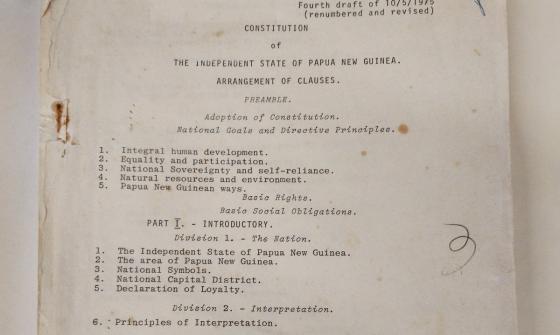 Fourth draft of 10/5/1975
(renumbered and revised)
CONSTITUTION
of
THE INDEPENDENT STATE OF PAPUA NEW GUINEA.
ARRANGEMENT OF CLAUSES.
PREAMBLE.
Adoption of Constitution.
National Goals and Directive Principles.
1. Integral human development.
2. Equality and participation.
3. National Sovereignty and self-reliance.
4. Natural resources and environment.
5. Papua New Guinean ways.
Basic Rights.
Basic Social Obligations.
PART I. - INTRODUCTORY.
Division 1. - The Nation.
1. The Independent State of Papua New Guinea.
2. The area of Papua New Guinea.
3. National Symbols.
4. National Capital District.
5. Declaration of Loyalty.
Division 2. - Interpretation.
6. Principles of Interpretation.